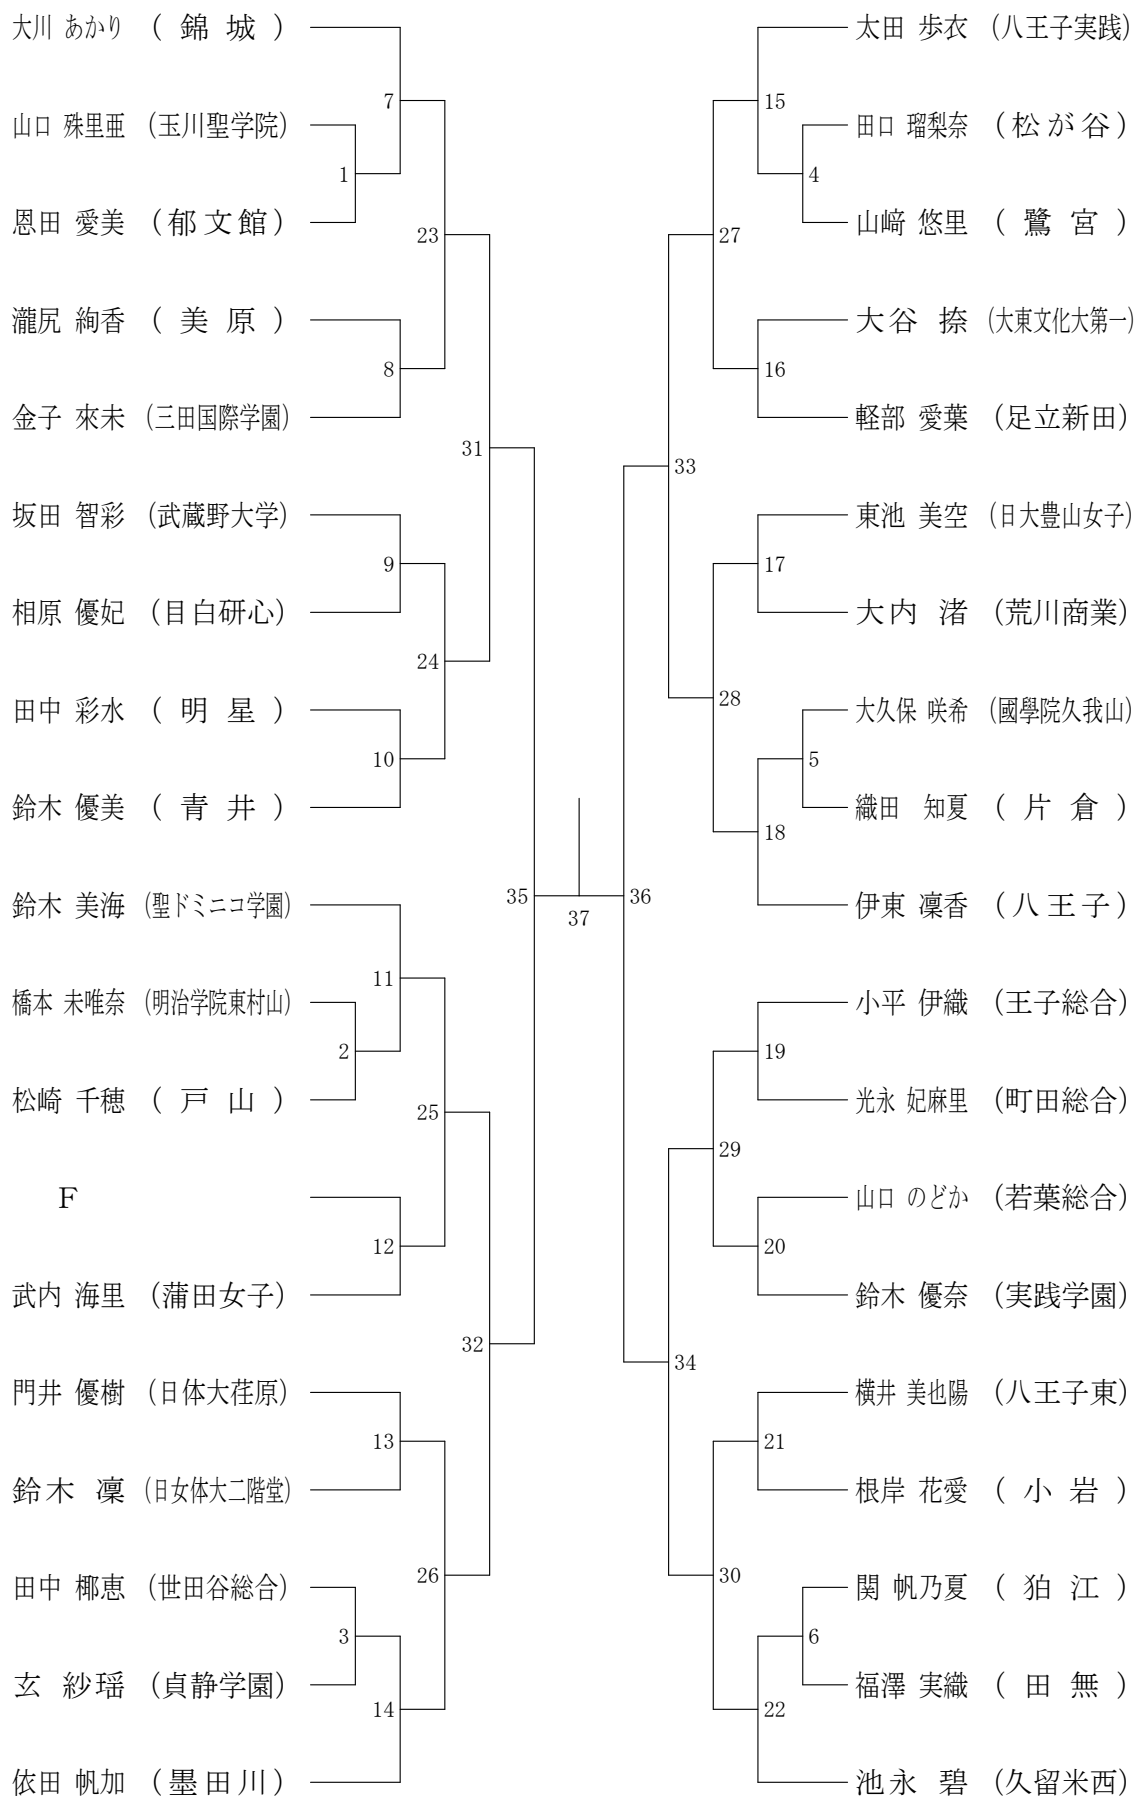 大川 あかり （ 錦 城 ）
7
山口 殊里亜 （玉川聖学院）
1
恩田 愛美 （郁文館）
23
瀧尻 絢香 （ 美 原 ）
8
金子 來未 （三田国際学園）
31
坂田 智彩 （武蔵野大学）
9
相原 優妃 （目白研心）
24
田中 彩水 （ 明 星 ）
10
鈴木 優美 （ 青 井 ）
35
鈴木 美海 （聖ドミニコ学園）
11
橋本 未唯奈 （明治学院東村山）
2
松崎 千穂 （ 戸 山 ）
25
F
12
武内 海里 （蒲田女子）
32
門井 優樹 （日体大荏原）
13
鈴木 凜 （日女体大二階堂）
26
田中 椰恵 （世田谷総合）
3
玄 紗瑶 （貞静学園）
14
依田 帆加 （墨田川）
37
太田 歩衣 （八王子実践）
15
田口 瑠梨奈 （松が谷）
4
山﨑 悠里 （ 鷺 宮 ）
27
大谷 捺 （大東文化大第一）
16
軽部 愛葉 （足立新田）
33
東池 美空 （日大豊山女子）
17
大内 渚 （荒川商業）
28
大久保 咲希 （國學院久我山）
5
織田 知夏 （ 片 倉 ）
18
伊東 凜香 （八王子）
36
小平 伊織 （王子総合）
19
光永 妃麻里 （町田総合）
29
山口 のどか （若葉総合）
20
鈴木 優奈 （実践学園）
34
横井 美也陽 （八王子東）
21
根岸 花愛 （ 小 岩 ）
30
関 帆乃夏 （ 狛 江 ）
6
福澤 実織 （ 田 無 ）
22
池永 碧 （久留米西）